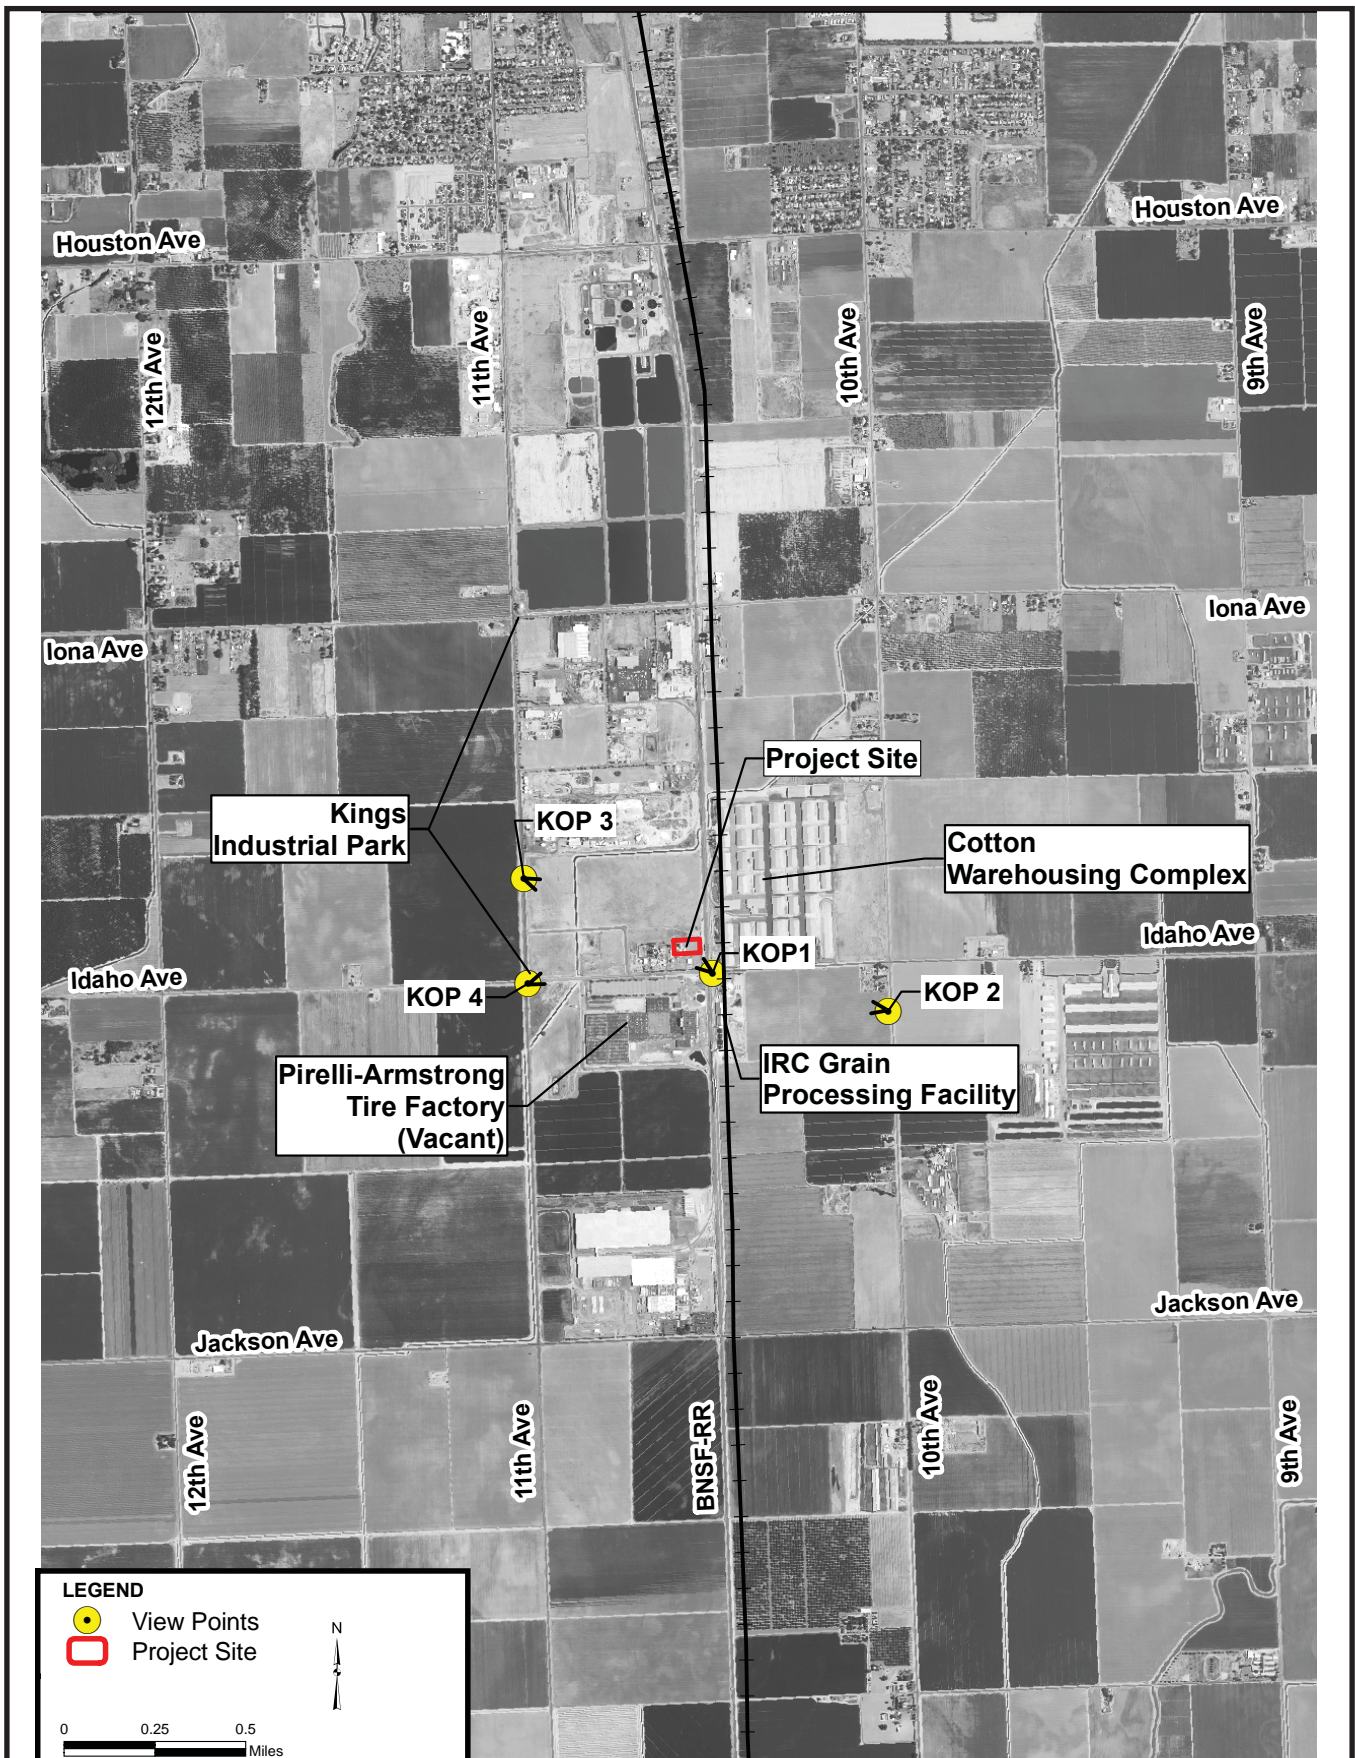 Houston Ave
Houston Ave
12th Ave
11th Ave
10th Ave
9th Ave
Iona Ave
Iona Ave
Project Site
Kings
Industrial Park
KOP 3
Cotton
Warehousing Complex
Idaho Ave
KOP1
Idaho Ave
KOP 4
KOP 2
Pirelli-Armstrong
Tire Factory
(Vacant)
IRC Grain
Processing Facility
Jackson Ave
Jackson Ave
12th Ave
11th Ave
BNSF-RR
10th Ave
9th Ave
LEGEND
View Points
Project Site
N
0 0.25 0.5
Miles